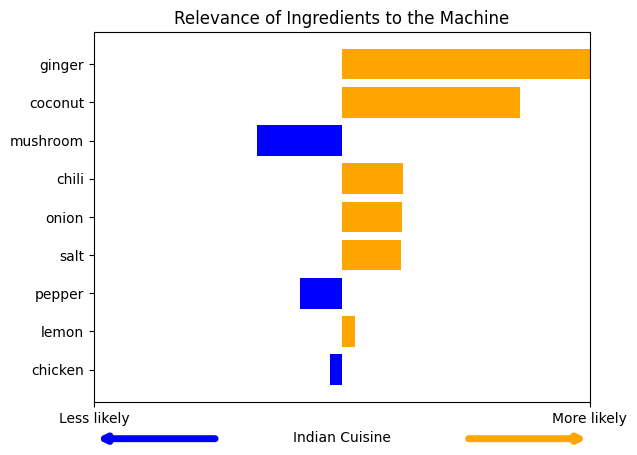 Relevance of Ingredients to the Machine
ginger
coconut
mushroom
chili
onion
salt
pepper
lemon
chicken
Less likely
More likely
Indian Cuisine